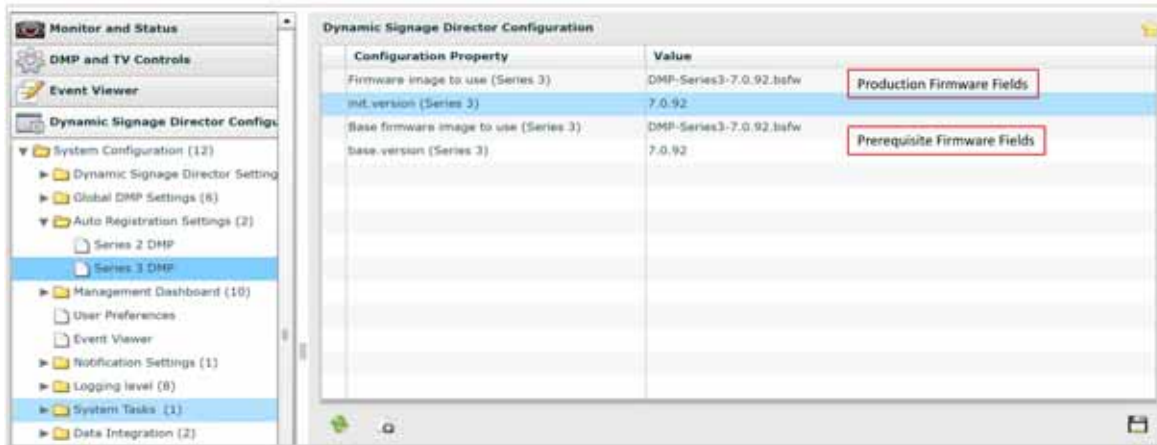 Monitor and Status
DMP and TV Controls
Event Viewer
Dynamic Signage Director Configu
System Configuration (12)
Dynamic Signage Director Setting
Global DMP Settings (6)
Auto Registration Settings (2)
Series 2 DMP
Series 3 DMP
Management Dashboard (10)
User Preferences
Event Viewer
Notification Settings (1)
Logging level (8)
System Tasks (1)
Data Integration (2)
Dynamic Signage Director Configuration
Configuration Property Value
Firmware image to use (Series 3) DMP-Series3-7.0.92.bsfw
init.version (Series 3) 7.0.92
Base firmware image to use (Series 3) DMP-Series3-7.0.92.bsfw
base.version (Series 3) 7.0.92
Production Firmware Fields
Prerequisite Firmware Fields